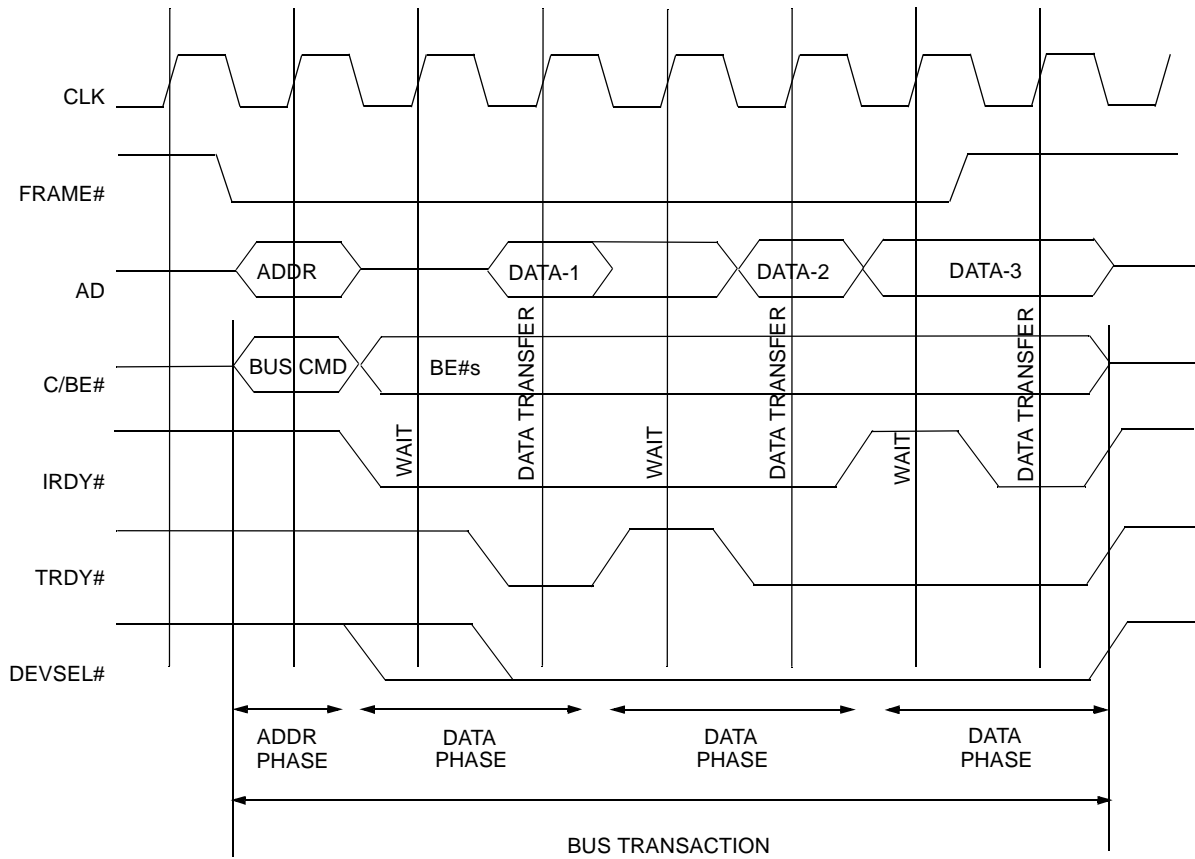 CLK
FRAME#
ADDR
DATA-1
DATA-2
DATA-3
AD
BUS CMD
BE#s
C/BE#
WAIT
DATA TRANSFER
WAIT
DATA TRANSFER
WAIT
DATA TRANSFER
IRDY#
TRDY#
DEVSEL#
ADDR
PHASE
DATA
PHASE
DATA
PHASE
DATA
PHASE
BUS TRANSACTION